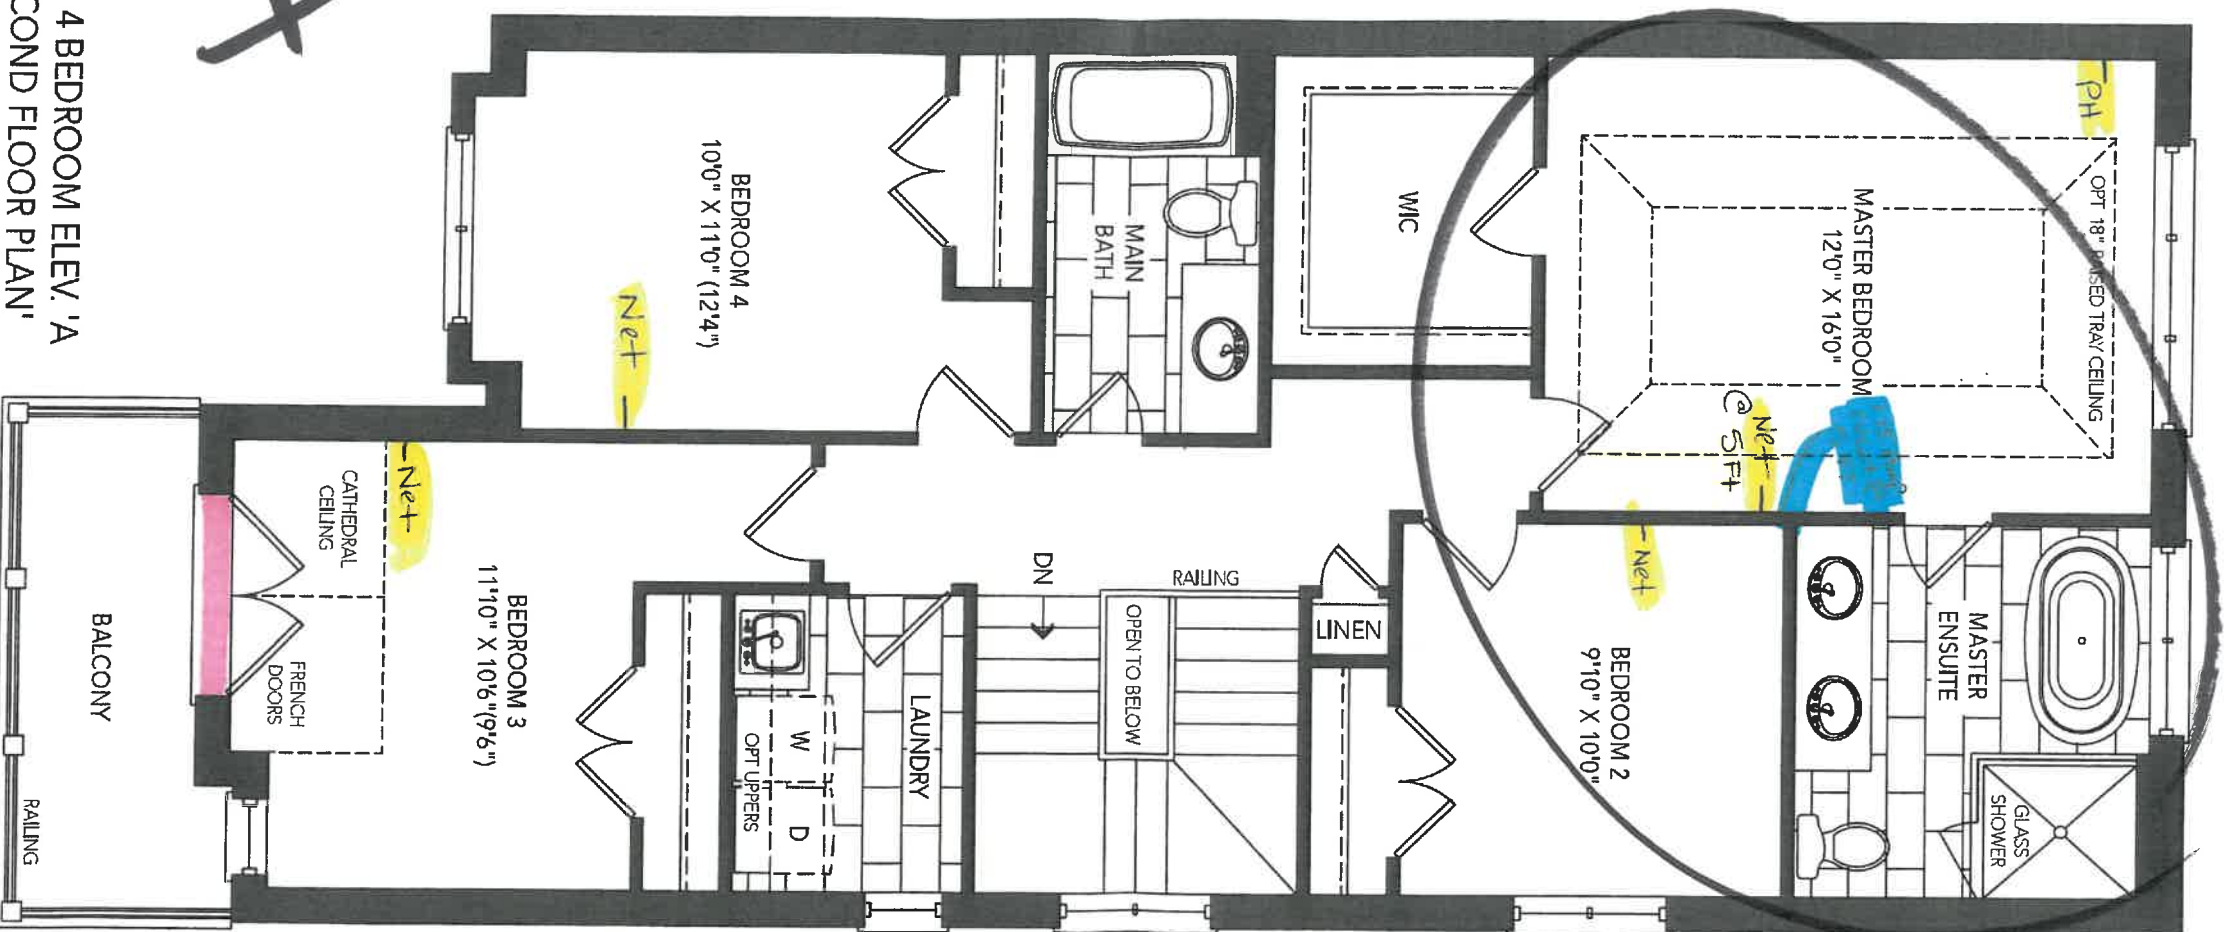 4 BEDROOM ELEV. 'A
COND FLOOR PLAN'
PH
OPT 18" RAISED TRAY CEILING
MASTER BEDROOM
12'0" X 16'0"
Net
@ 5Ft
WIC
MAIN
BATH
BEDROOM 4
10'0" X 11'0" (12'4")
Net
Net
MASTER
ENSUITE
GLASS
SHOWER
BEDROOM 2
9'10" X 10'0"
LINEN
RAILING
DN
OPEN TO BELOW
LAUNDRY
W
D
OPT UPPERS
BEDROOM 3
11'10" X 10'6"(9'6")
Net
CATHEDRAL
CEILING
FRENCH
DOORS
BALCONY
RAILING